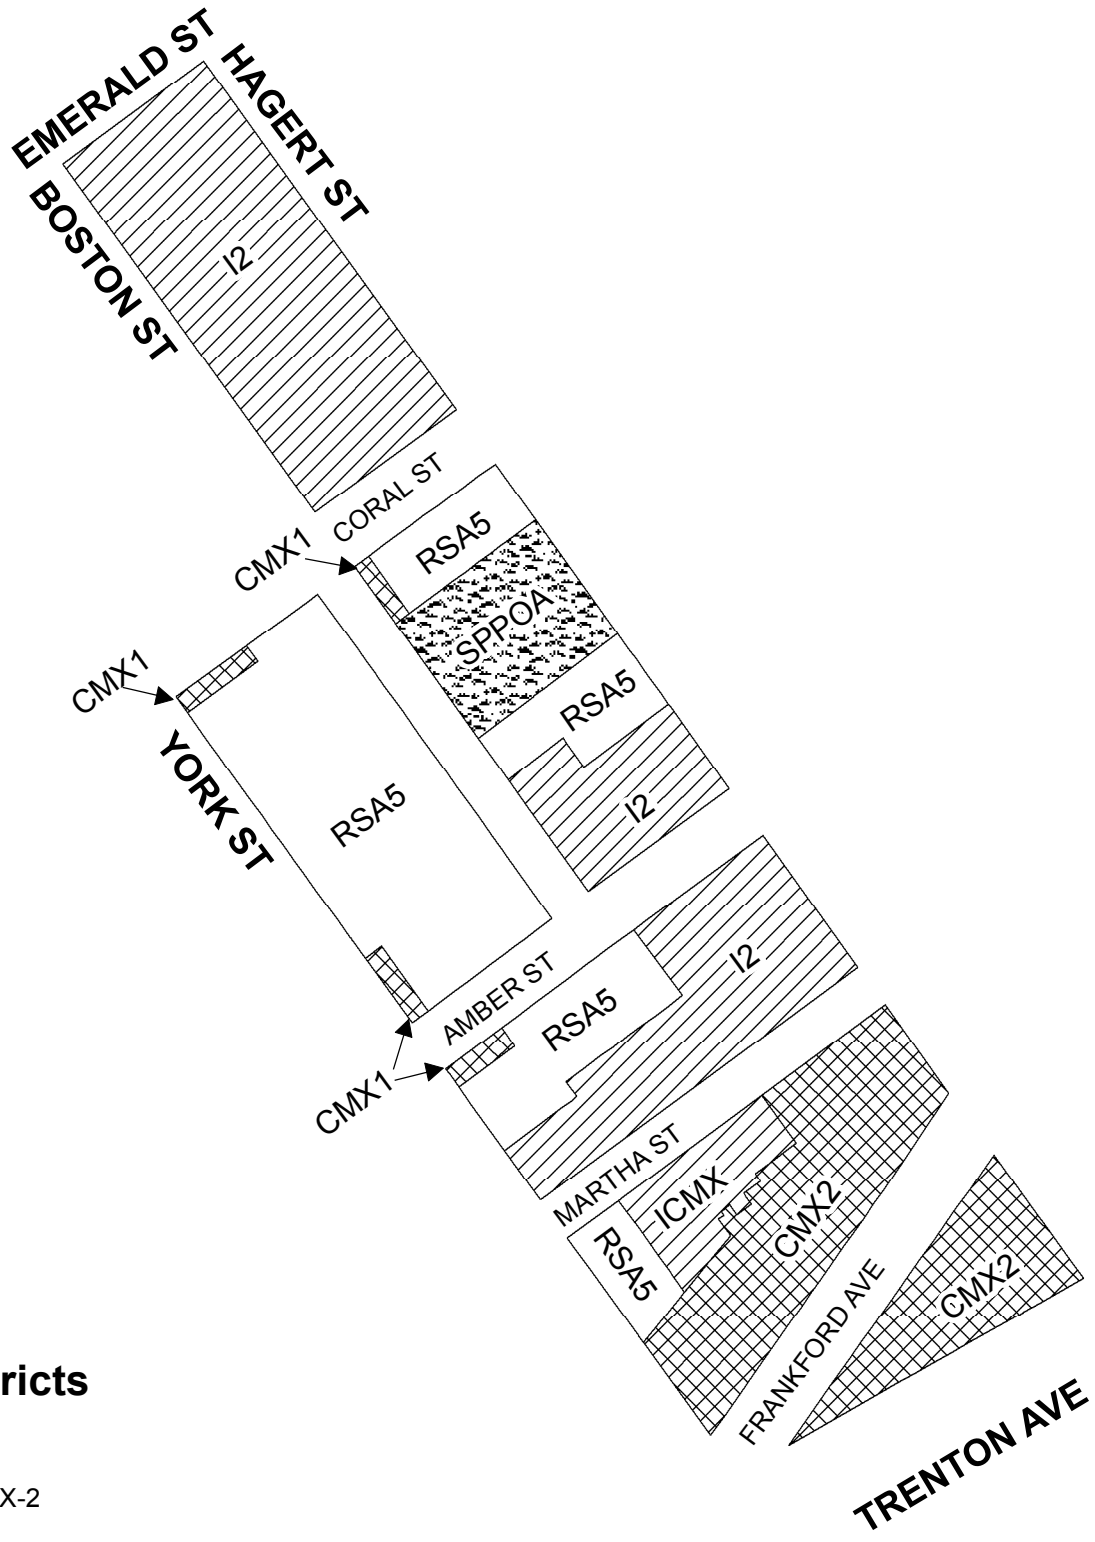 EMERALD ST
HAGERT ST
BOSTON ST
I2
CORAL ST
CMX1
RSA5
SPPOA
CMX1
RSA5
YORK ST
RSA5
I2
AMBER ST
I2
RSA5
CMX1
MARTHA ST
ICMX
CMX2
RSA5
CMX2
FRANKFORD AVE
ricts
TRENTON AVE
X-2